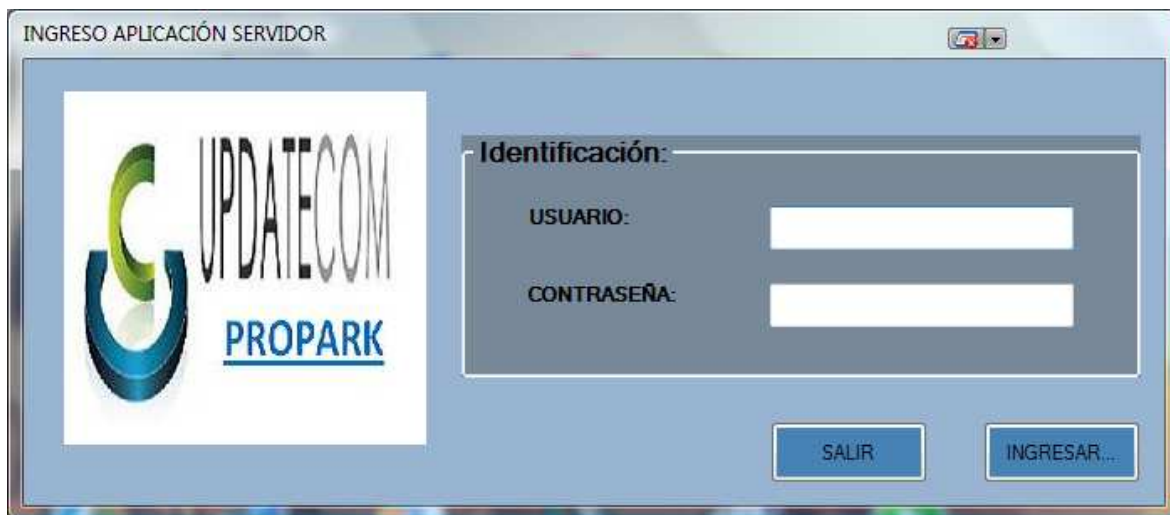 INGRESO APLICACIÓN SERVIDOR
UPDATECOM
PROPARK
Identificación:
USUARIO:
CONTRASEÑA:
SALIR
INGRESAR...